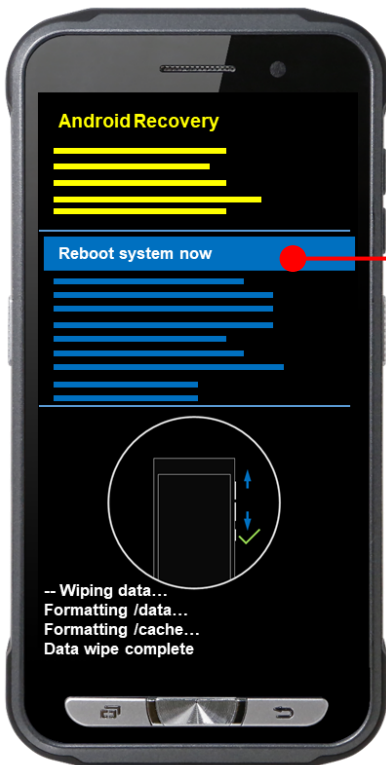 Android Recovery
Reboot system now
-- Wiping data...
Formatting /data...
Formatting /cache...
Data wipe complete